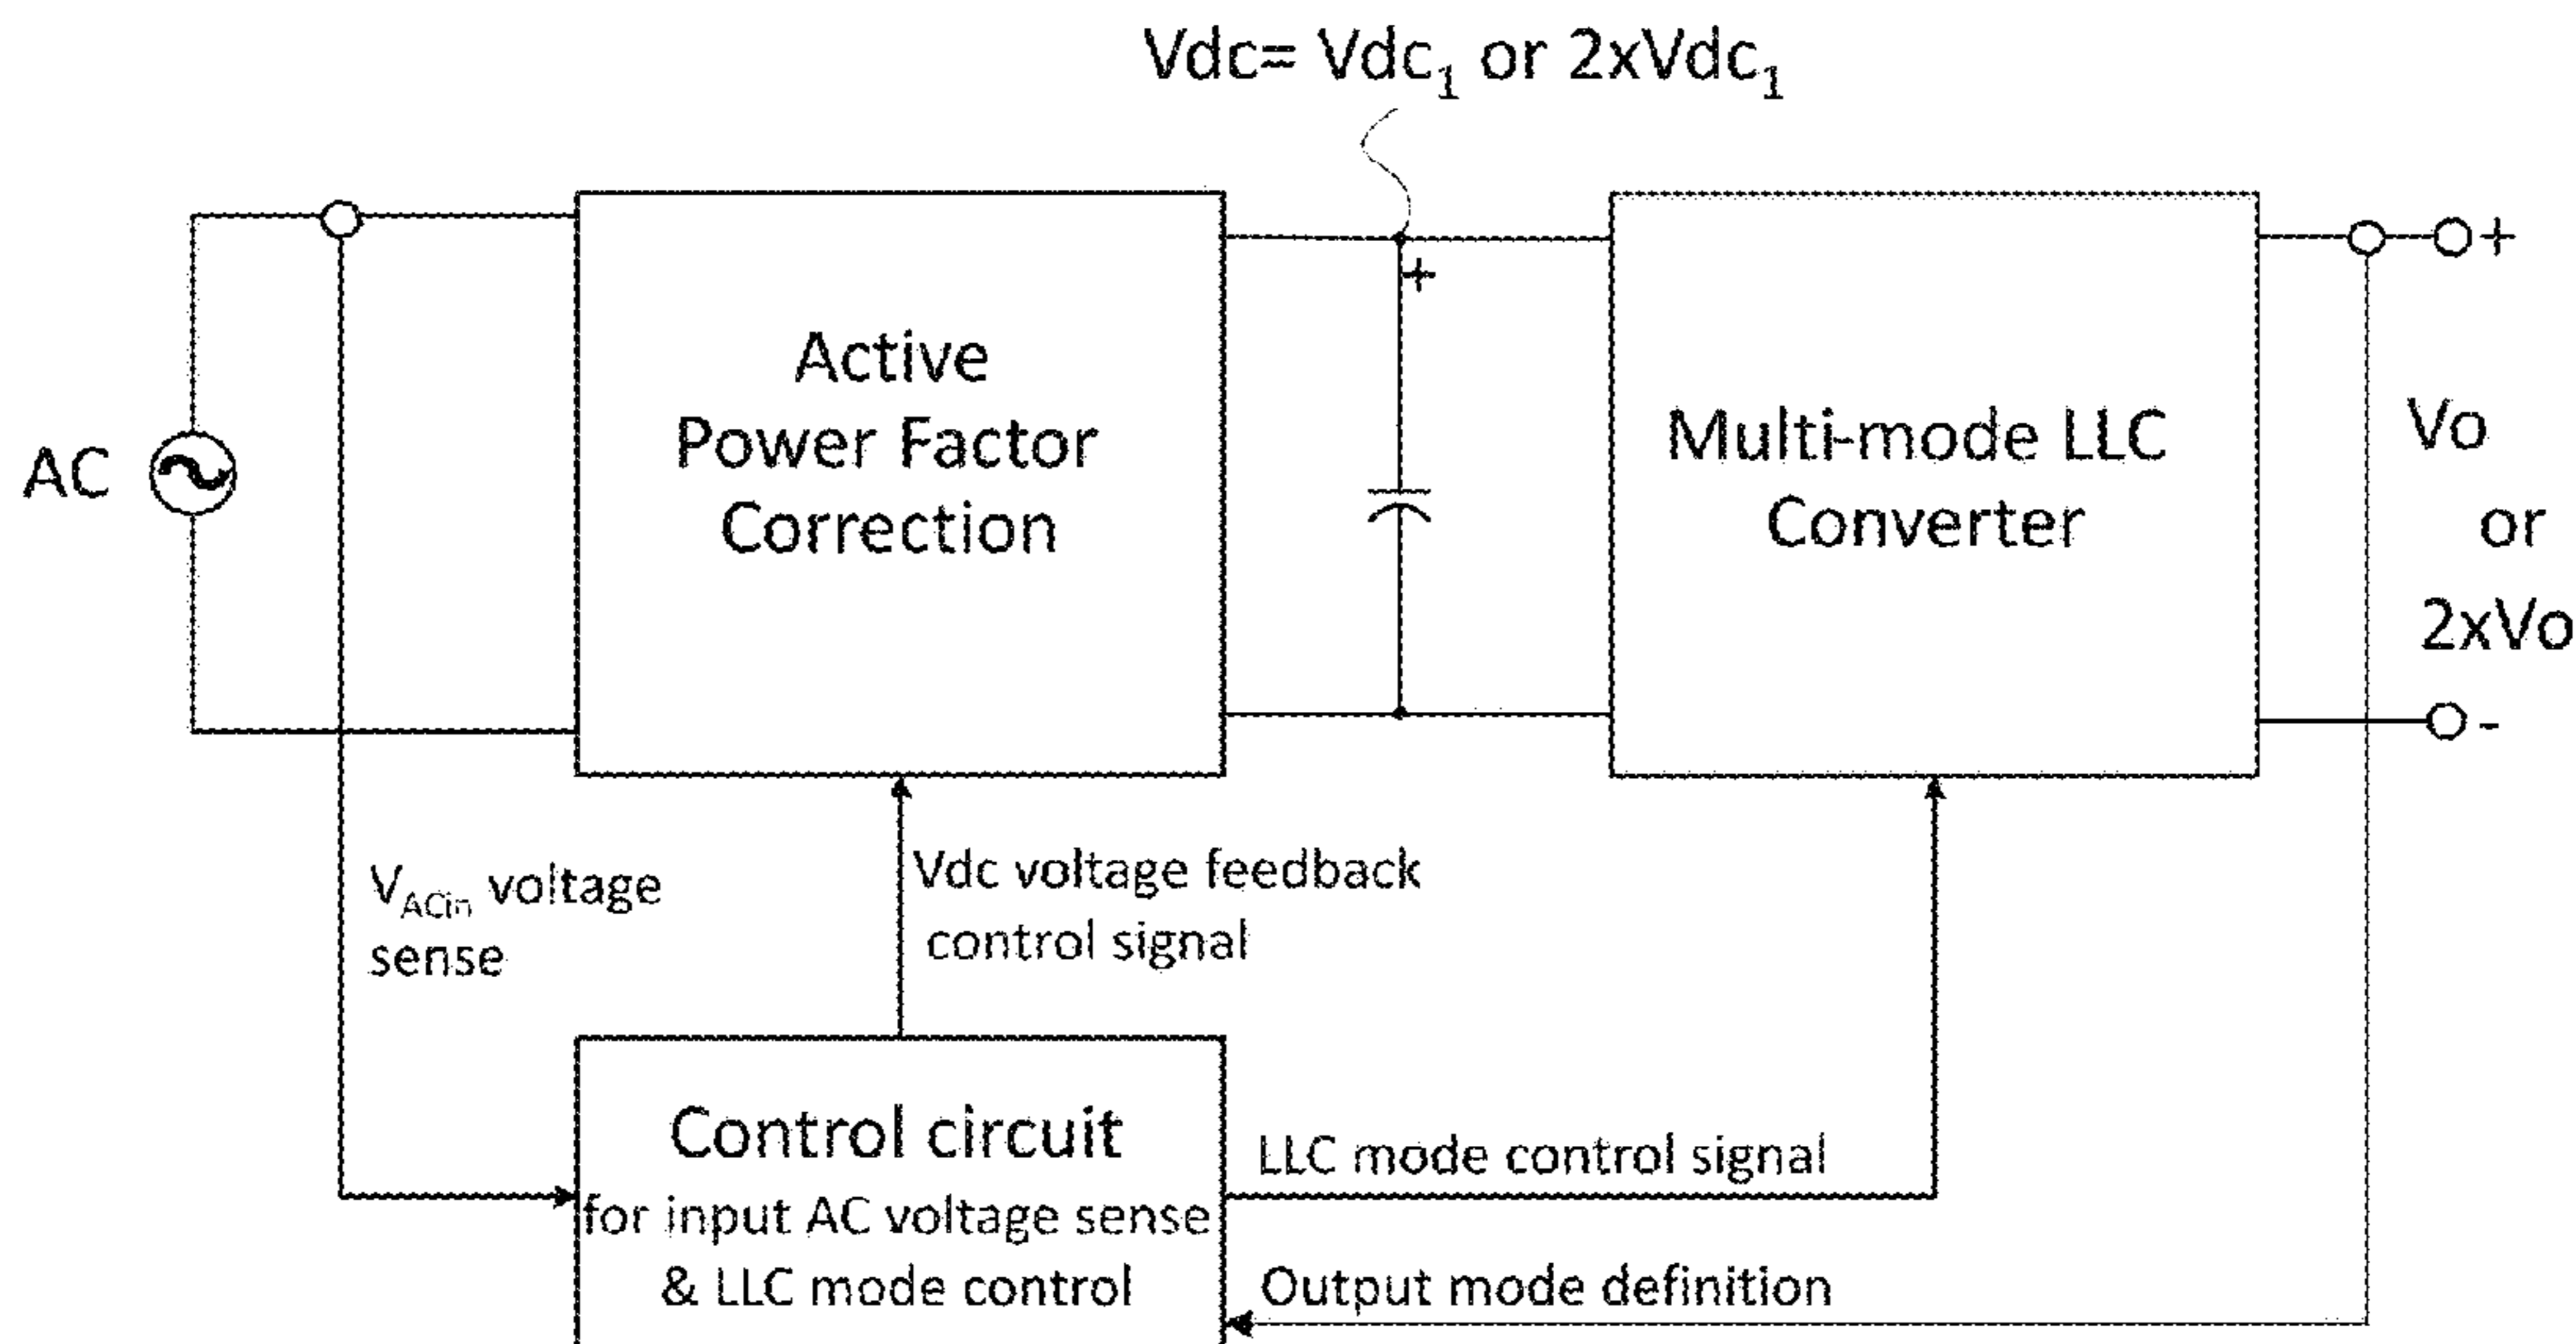 Vdc= Vdc₁ or 2xVdc₁
AC
Active
Power Factor
Correction
+
Multi-mode LLC
Converter
+
Vo
or
2xVo
-
V_ACin voltage
sense
Vdc voltage feedback
control signal
Control circuit
for input AC voltage sense
& LLC mode control
LLC mode control signal
Output mode definition